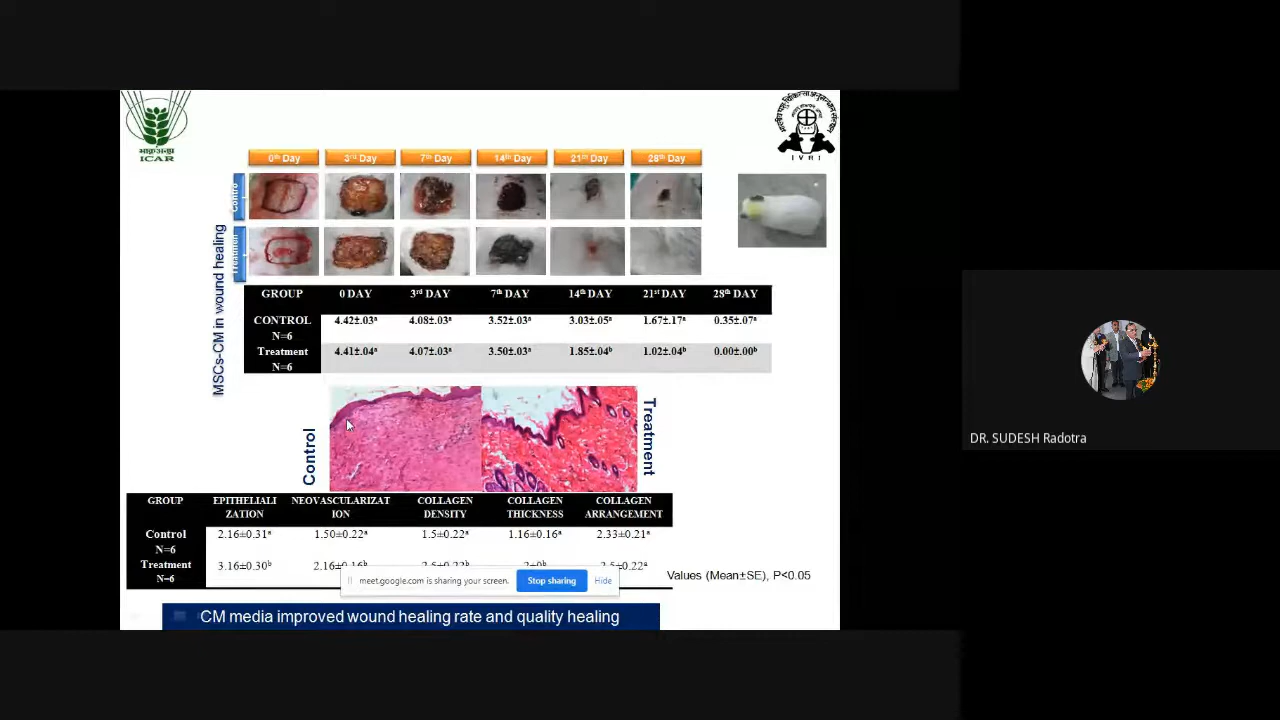 ICAR
IVRI
0th Day 3rd Day 7th Day 14th Day 21th Day 28th Day
Contro
Treatmen
MSCs-CM in wound healing
GROUP 0 DAY 3rd DAY 7th DAY 14th DAY 21st DAY 28th DAY
CONTROL 4.42±.03a 4.08±.03a 3.52±.03a 3.03±.05a 1.67±.17a 0.35±.07a
N=6
Treatment 4.41±.04a 4.07±.03a 3.50±.03a 1.85±.04b 1.02±.04b 0.00±.00b
N=6
Control
Treatment
GROUP EPITHELIALI NEOVASCULARIZAT COLLAGEN COLLAGEN COLLAGEN
ZATION ION DENSITY THICKNESS ARRANGEMENT
Control 2.16±0.31a 1.50±0.22a 1.5±0.22a 1.16±0.16a 2.33±0.21a
N=6
Treatment 3.16±0.30b
N=6
meet.google.com is sharing your screen. Stop sharing Hide
Values (Mean±SE), P<0.05
CM media improved wound healing rate and quality healing
DR. SUDESH Radotra